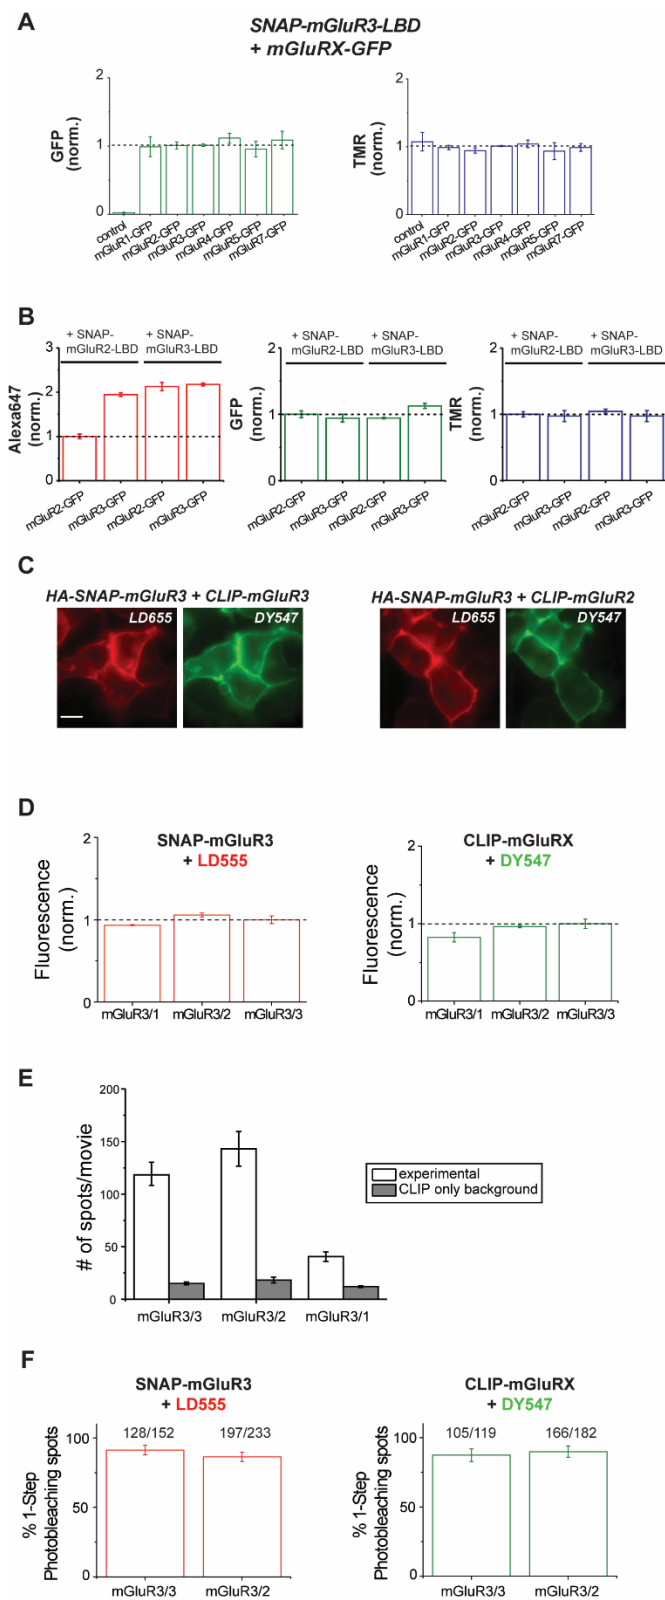 A
SNAP-mGluR3-LBD
+ mGluRX-GFP
GFP
(norm.)
2
1
0
control
mGluR1-GFP
mGluR2-GFP
mGluR3-GFP
mGluR4-GFP
mGluR5-GFP
mGluR7-GFP
TMR
(norm.)
2
1
0
control
mGluR1-GFP
mGluR2-GFP
mGluR3-GFP
mGluR4-GFP
mGluR5-GFP
mGluR7-GFP
B
+ SNAP-
mGluR2-LBD
+ SNAP-
mGluR3-LBD
Alexa647
(norm.)
3
2
1
0
mGluR2-GFP
mGluR3-GFP
mGluR2-GFP
mGluR3-GFP
+ SNAP-
mGluR2-LBD
+ SNAP-
mGluR3-LBD
GFP
(norm.)
2
1
0
mGluR2-GFP
mGluR3-GFP
mGluR2-GFP
mGluR3-GFP
+ SNAP-
mGluR2-LBD
+ SNAP-
mGluR3-LBD
TMR
(norm.)
2
1
0
mGluR2-GFP
mGluR3-GFP
mGluR2-GFP
mGluR3-GFP
C
HA-SNAP-mGluR3 + CLIP-mGluR3
LD655
DY547
HA-SNAP-mGluR3 + CLIP-mGluR2
LD655
DY547
D
SNAP-mGluR3
+ LD555
Fluorescence
(norm.)
2
1
0
mGluR3/1
mGluR3/2
mGluR3/3
CLIP-mGluRX
+ DY547
Fluorescence
(norm.)
2
1
0
mGluR3/1
mGluR3/2
mGluR3/3
E
# of spots/movie
200
150
100
50
0
mGluR3/3
mGluR3/2
mGluR3/1
experimental
CLIP only background
F
SNAP-mGluR3
+ LD555
% 1-Step
Photobleaching spots
100
50
0
128/152
197/233
mGluR3/3
mGluR3/2
CLIP-mGluRX
+ DY547
% 1-Step
Photobleaching spots
100
50
0
105/119
166/182
mGluR3/3
mGluR3/2